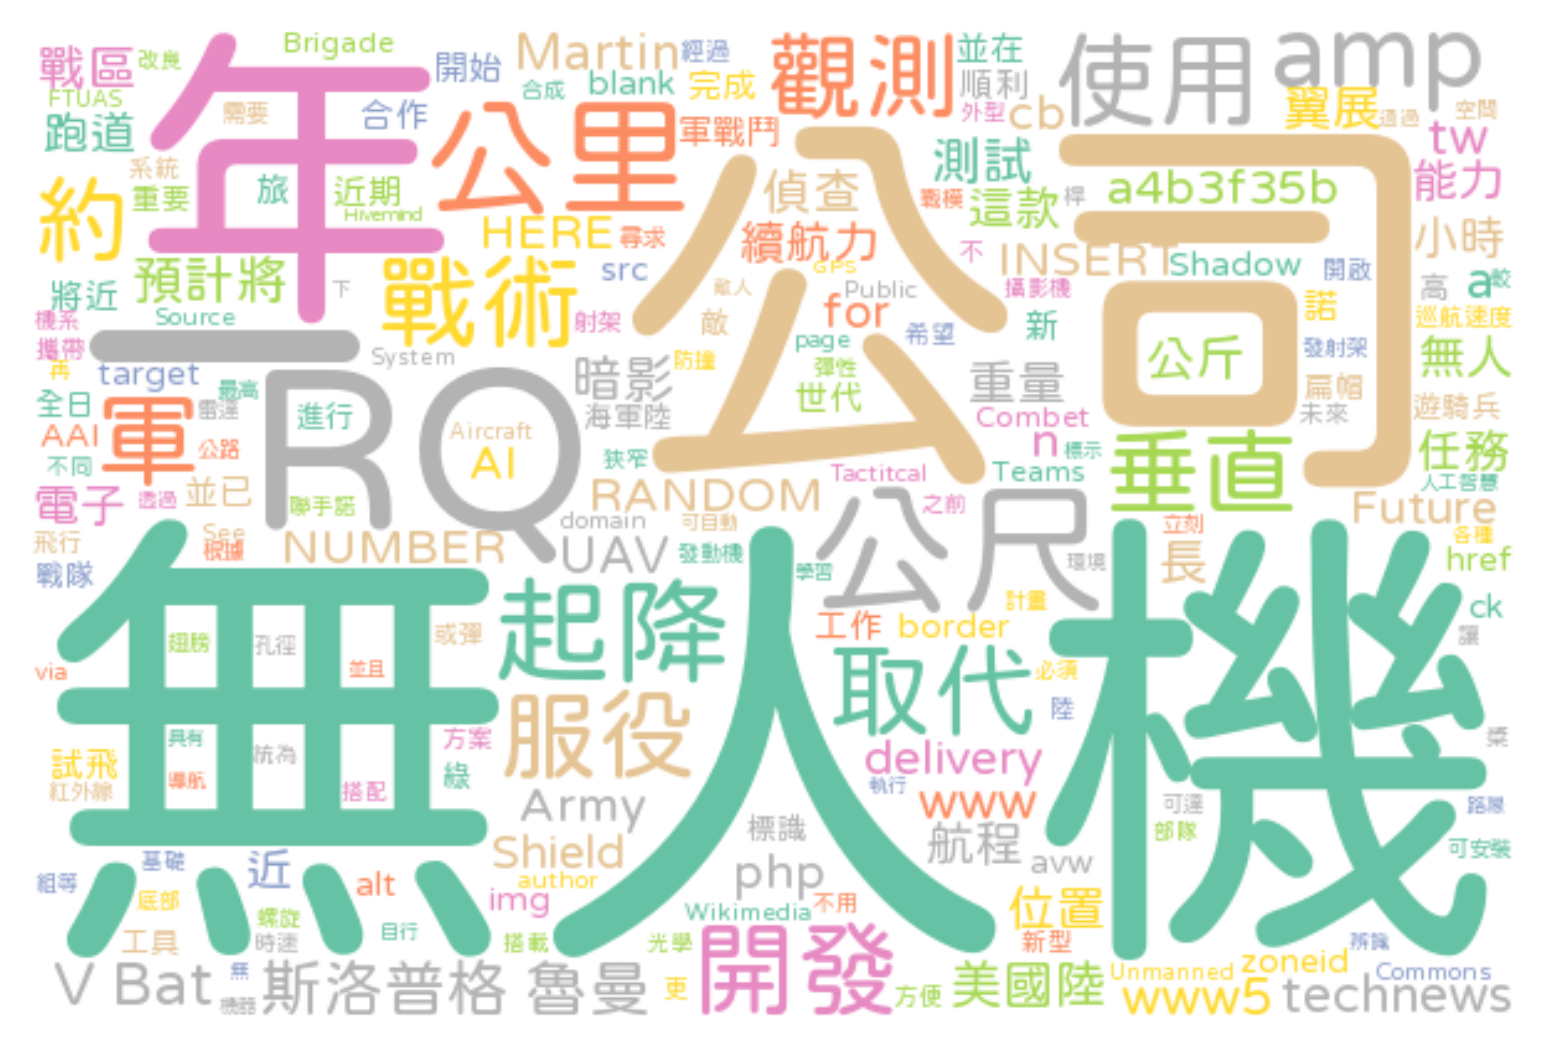 戰區
改良
Brigade
開始
Martin
經過
觀測
並在
使用
amp
FTUAS
年
合成
blank
完成
順利
翼展
空間
跑道
需要
合作
公里
軍戰鬥
外型
cb
通過
tw
約
系統
重要
旅
近期
Hivemind
偵查
測試
戰模
這款
桿
a4b3f35b
能力
公司
HERE
尋求
續航力
不
INSERT
Shadow
開啟
小時
預計將
下
戰術
src
GPS
敵人
Public
攝影機
高
a
較
將近
Source
射架
敵
for
希望
新
諾
巡航速度
機系
攜帶
一
System
暗影
防撞
page
彈性
世代
重量
公斤
發射架
無人
再
target
最高
雷達
RQ
海軍陸
Combet
扁帽
未來
遊騎兵
全日
AAI
軍
公路
進行
Aircraft
AI
狹窄
n
標示
垂直
任務
不同
Tactitcal
Teams
人工智慧
電子
透過
並已
聯手諾
RANDOM
之前
公尺
Future
飛行
See
根據
NUMBER
domain
可自動
UAV
發動機
學習
環境
立刻
長
各種
href
戰隊
無人機
起降
計畫
ck
翅膀
孔徑
或彈
工作
border
讓
via
並且
取代
必須
服役
陸
具有
統為
方案
delivery
槳
試飛
紅外線
導航
搭配
綠
執行
Army
www
可達
路線
標識
航程
部隊
Shield
avw
可安裝
基礎
近
組等
alt
author
php
底部
img
位置
螺旋
Wikimedia
不用
工具
時速
自行
搭載
光學
開發
新型
辨識
V Bat
無
機器
斯洛普格
魯曼
更
方便
美國陸
Unmanned
zoneid
Commons
www5
technews